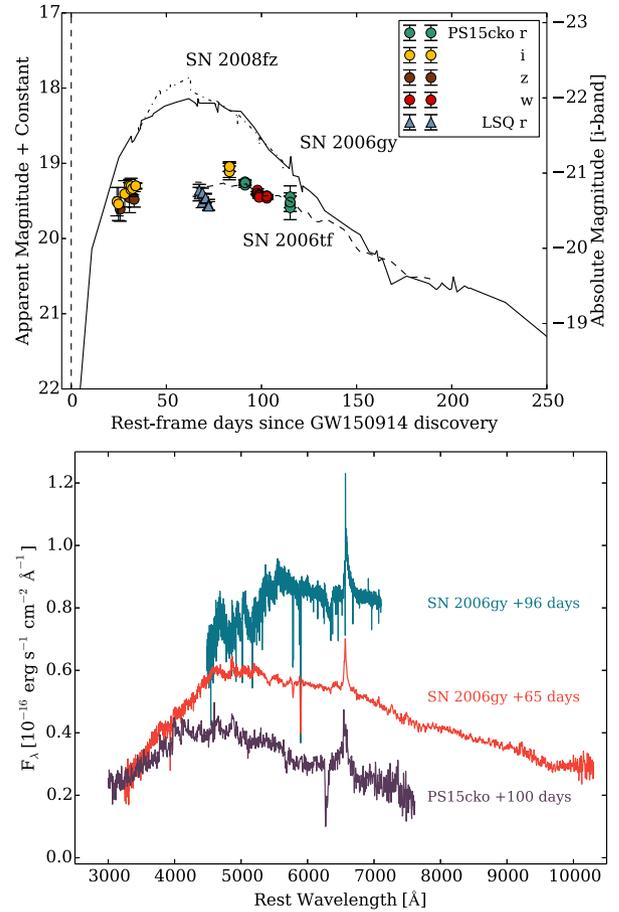 17
18
19
20
21
22
Apparent Magnitude + Constant
−23
−22
−21
−20
−19
Absolute Magnitude [i-band]
PS15cko r
i
z
w
LSQ r
SN 2008fz
SN 2006gy
SN 2006tf
0 50 100 150 200 250
Rest-frame days since GW150914 discovery
1.2
1.0
0.8
0.6
0.4
0.2
0.0
F_λ [10⁻¹⁶ erg s⁻¹ cm⁻² Å⁻¹]
SN 2006gy +96 days
SN 2006gy +65 days
PS15cko +100 days
3000 4000 5000 6000 7000 8000 9000 10000
Rest Wavelength [Å]